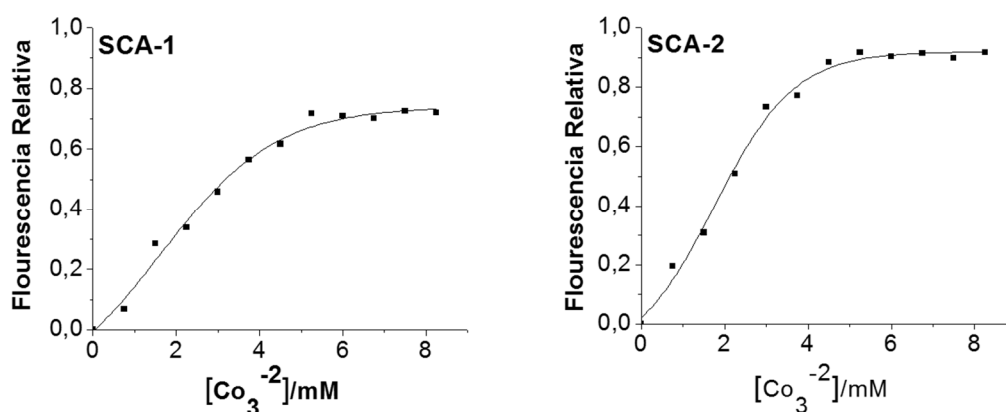 SCA-1
Flourescencia Relativa
1,0
0,8
0,6
0,4
0,2
0,0
0 2 4 6 8
[Co₃⁻²]/mM
SCA-2
Flourescencia Relativa
1,0
0,8
0,6
0,4
0,2
0,0
0 2 4 6 8
[Co₃⁻²]/mM